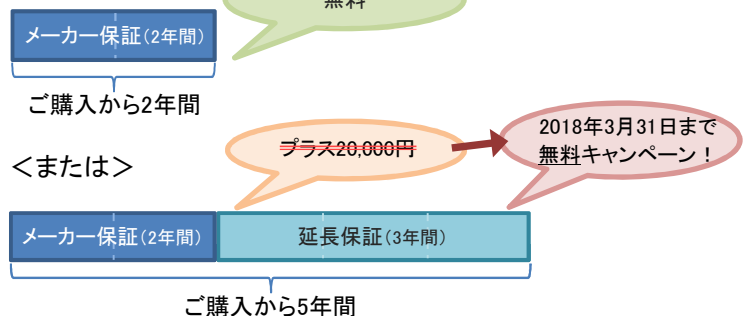 無料
メーカー保証(2年間)
ご購入から2年間
プラス20,000円
2018年3月31日まで
無料キャンペーン！
＜または＞
メーカー保証(2年間)
延長保証(3年間)
ご購入から5年間